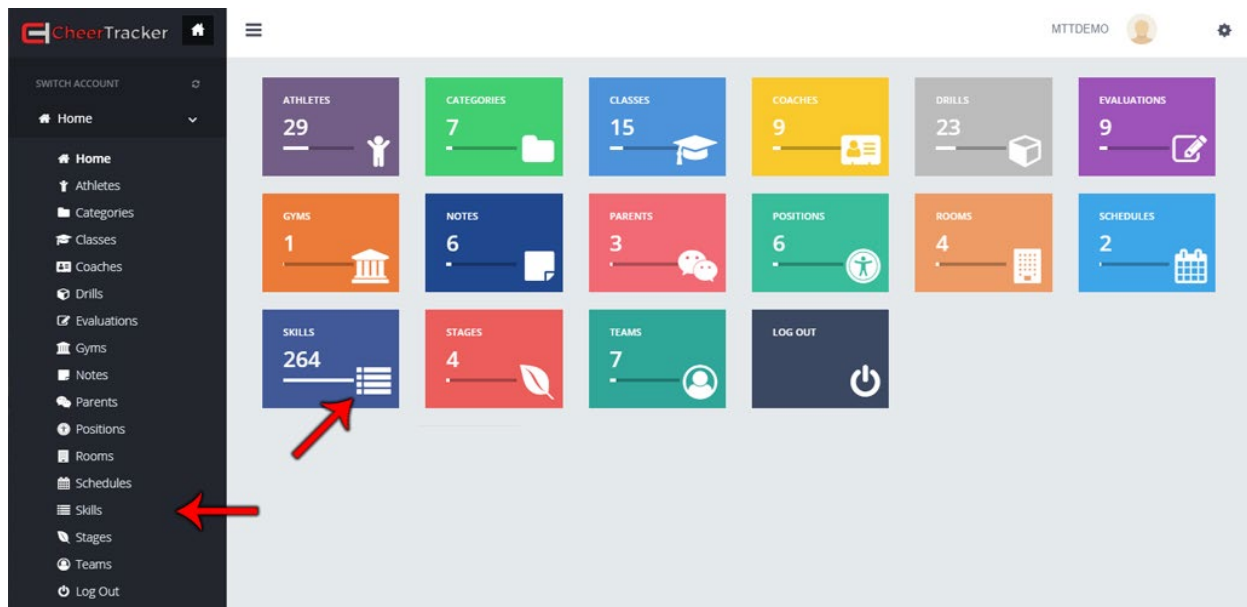 CheerTracker
MTTDEMO
SWITCH ACCOUNT
Home
Home
Athletes
Categories
Classes
Coaches
Drills
Evaluations
Gyms
Notes
Parents
Positions
Rooms
Schedules
Skills
Stages
Teams
Log Out
ATHLETES
29
CATEGORIES
7
CLASSES
15
COACHES
9
DRILLS
23
EVALUATIONS
9
GYMS
1
NOTES
6
PARENTS
3
POSITIONS
6
ROOMS
4
SCHEDULES
2
SKILLS
264
STAGES
4
TEAMS
7
LOG OUT